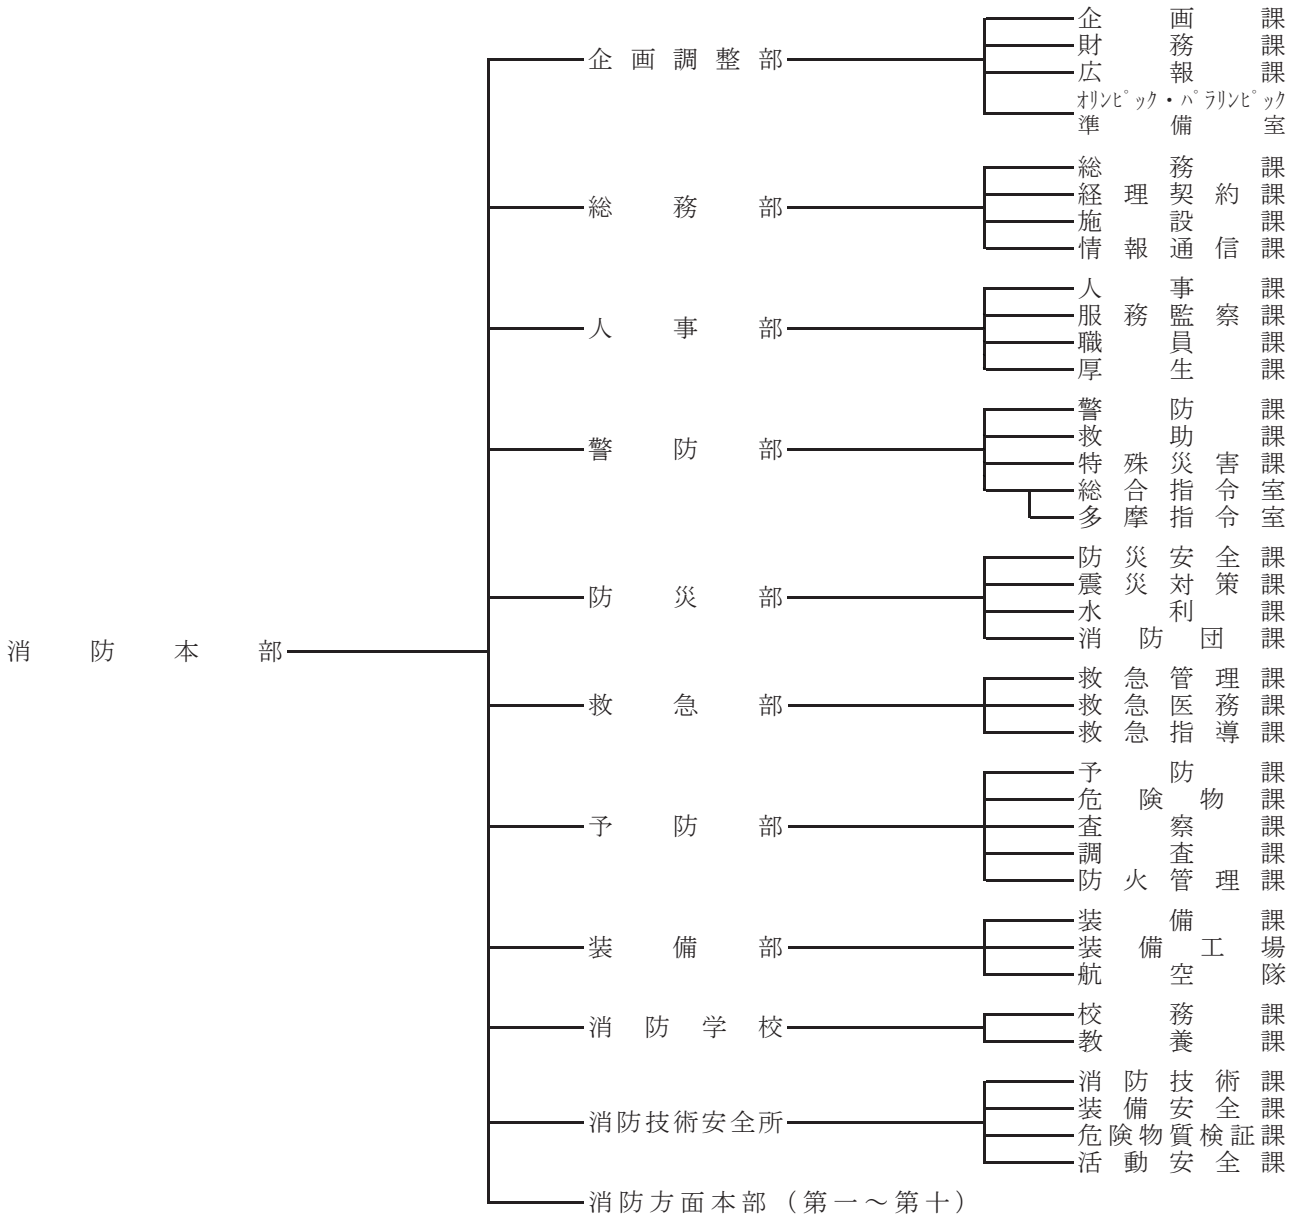 消防本部
企画調整部
企画課
財務課
広報課
ｵﾘﾝﾋﾟｯｸ・ﾊﾟﾗﾘﾝﾋﾟｯｸ
準備室
総務部
総務課
経理契約課
施設課
情報通信課
人事部
人事課
服務監察課
職員課
厚生課
警防部
警防課
救助課
特殊災害課
総合指令室
多摩指令室
防災部
防災安全課
震災対策課
水利課
消防団課
救急部
救急管理課
救急医務課
救急指導課
予防部
予防課
危険物課
査察課
調査課
防火管理課
装備部
装備課
装備工場
航空隊
消防学校
校務課
教養課
消防技術安全所
消防技術課
装備安全課
危険物質検証課
活動安全課
消防方面本部（第一～第十）